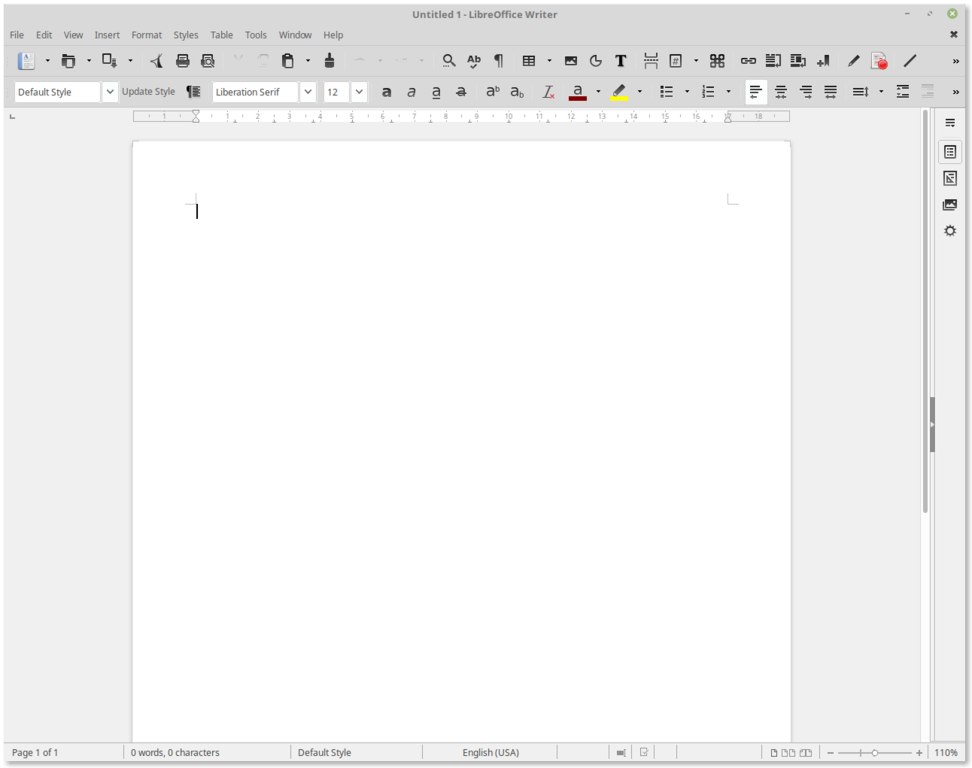 Untitled 1 - LibreOffice Writer
File Edit View Insert Format Styles Table Tools Window Help
Default Style Update Style Liberation Serif 12
1 1 2 3 4 5 6 7 8 9 10 11 12 13 14 15 16 17 18
Page 1 of 1 0 words, 0 characters Default Style English (USA) 110%